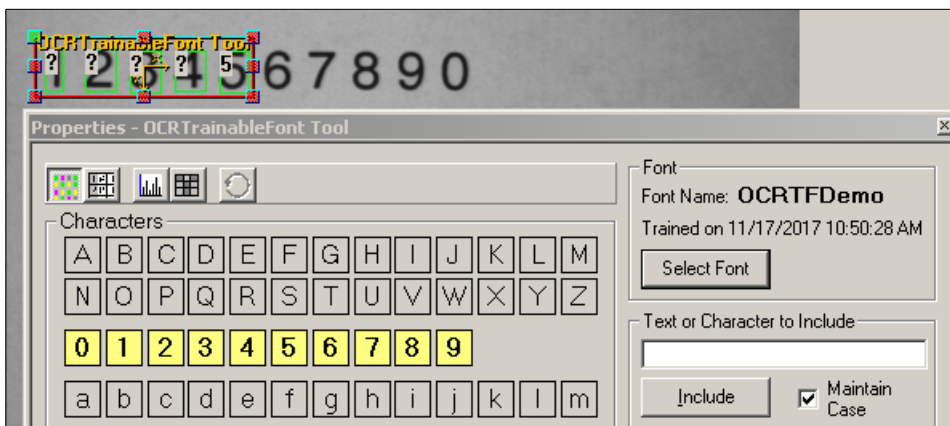 OCRTrainableFont Tool
? ? ? ? 5
1 2 3 4 5 6 7 8 9 0
Properties - OCRTrainableFont Tool
Characters
A B C D E F G H I J K L M
N O P Q R S T U V W X Y Z
0 1 2 3 4 5 6 7 8 9
a b c d e f g h i j k l m
Font
Font Name: OCRTFDemo
Trained on 11/17/2017 10:50:28 AM
Select Font
Text or Character to Include
Include
Maintain
Case